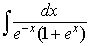 ∫ dx / e^{-x}(1 + e^{x})